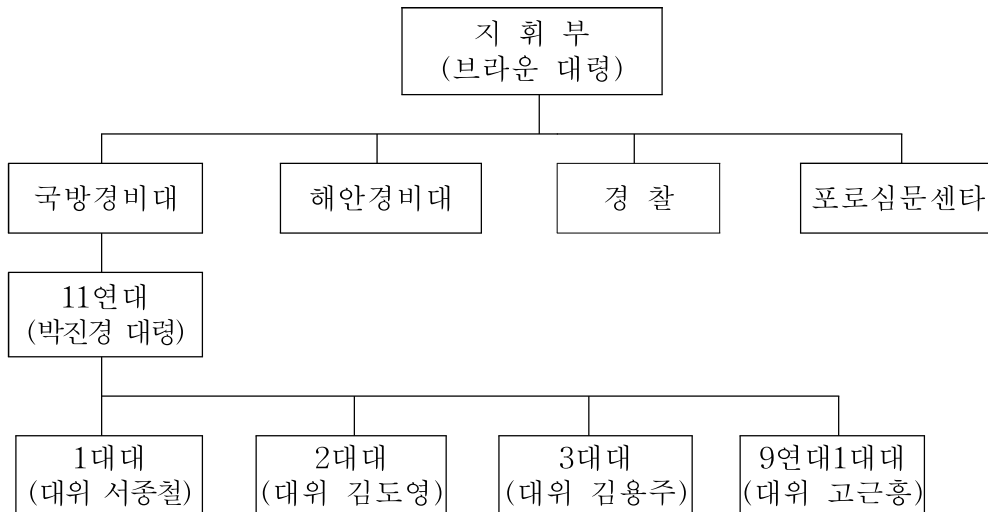 지 휘 부
(브라운 대령)
국방경비대
해안경비대
경 찰
포로심문센타
11연대
(박진경 대령)
1대대
(대위 서종철)
2대대
(대위 김도영)
3대대
(대위 김용주)
9연대1대대
(대위 고근흥)